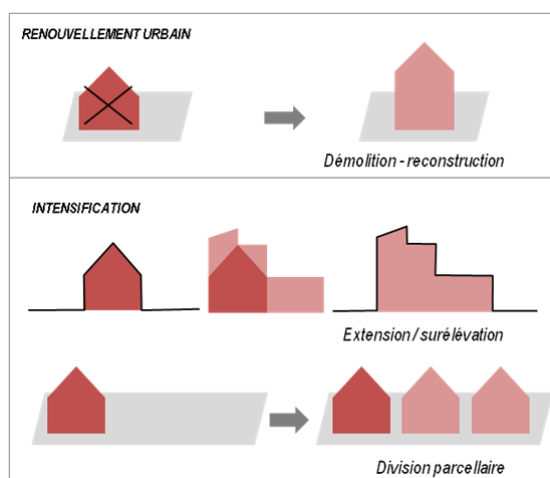 RENOUVELLEMENT URBAIN
Démolition - reconstruction
INTENSIFICATION
Extension / surélévation
Division parcellaire